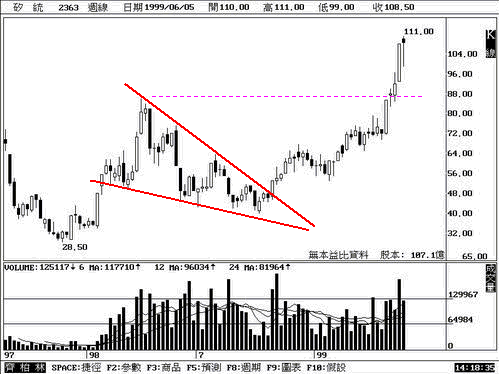 矽 統 2363 週線 日期1999/06/05 開110.00 高111.00 低99.00 收108.50
111.00
K線
104.00
96.00
88.00
80.00
72.00
64.00
56.00
48.00
40.00
32.00
28.50
無本益比資料 股本: 107.1億
65.00
VOLUME:125117↓ 6 MA:117710↑ 12 MA:96034↑ 24 MA:81964↑
成交量
129967
64984
97 98 7 99
齊柏林 SPACE:捷徑 F2:參數 F3:商品 F5:預測 F8:週期 F9:圖表 F10:假設 14:18:35